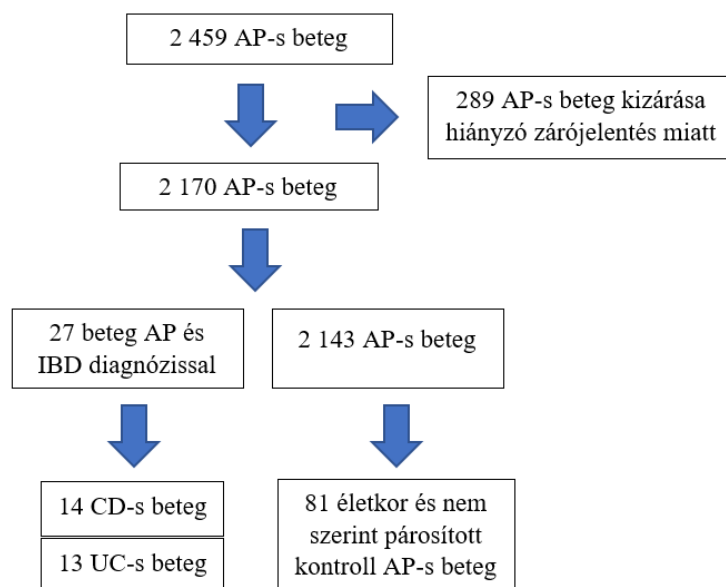 2 459 AP-s beteg
289 AP-s beteg kizárása
hiányzó zárójelentés miatt
2 170 AP-s beteg
27 beteg AP és
IBD diagnózissal
2 143 AP-s beteg
14 CD-s beteg
13 UC-s beteg
81 életkor és nem
szerint párosított
kontroll AP-s beteg